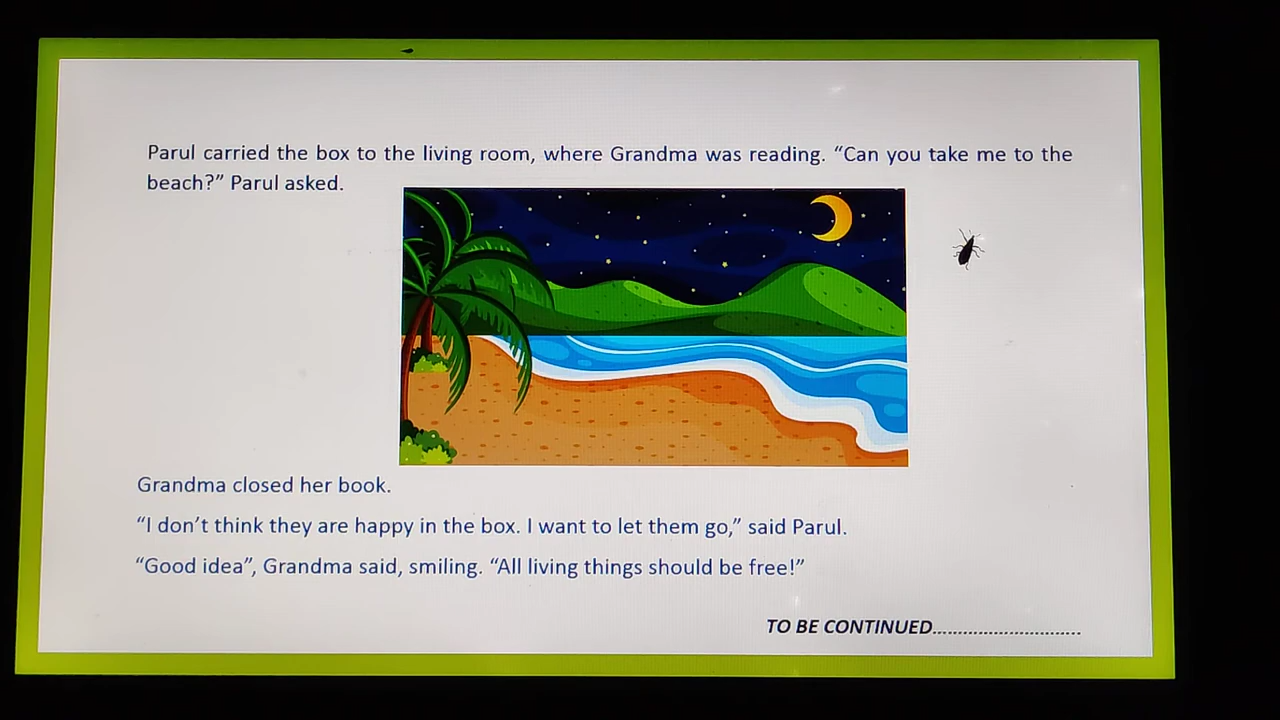 Parul carried the box to the living room, where Grandma was reading. “Can you take me to the
beach?” Parul asked.
Grandma closed her book.
“I don’t think they are happy in the box. I want to let them go,” said Parul.
“Good idea”, Grandma said, smiling. “All living things should be free!”
TO BE CONTINUED..............................